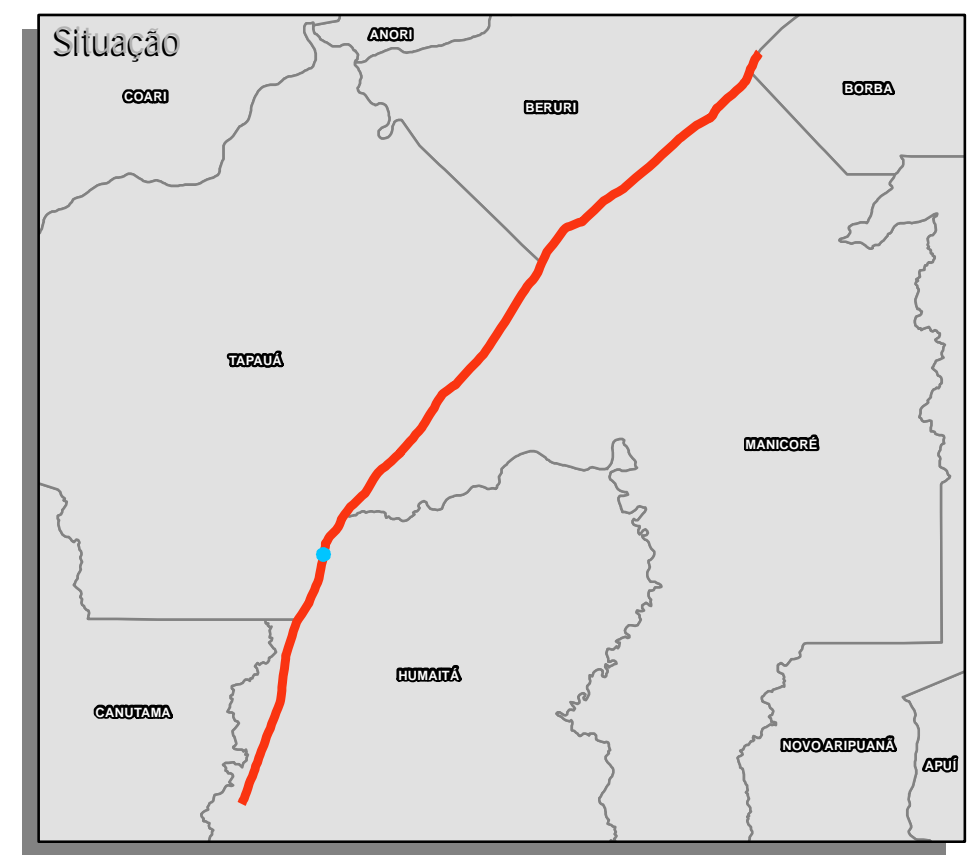 Situação
ANORI
COARI
BORBA
BERURI
TAPAUÁ
MANICORÉ
HUMAITÁ
CANUTAMA
NOVO ARIPUANÃ
APUÍ